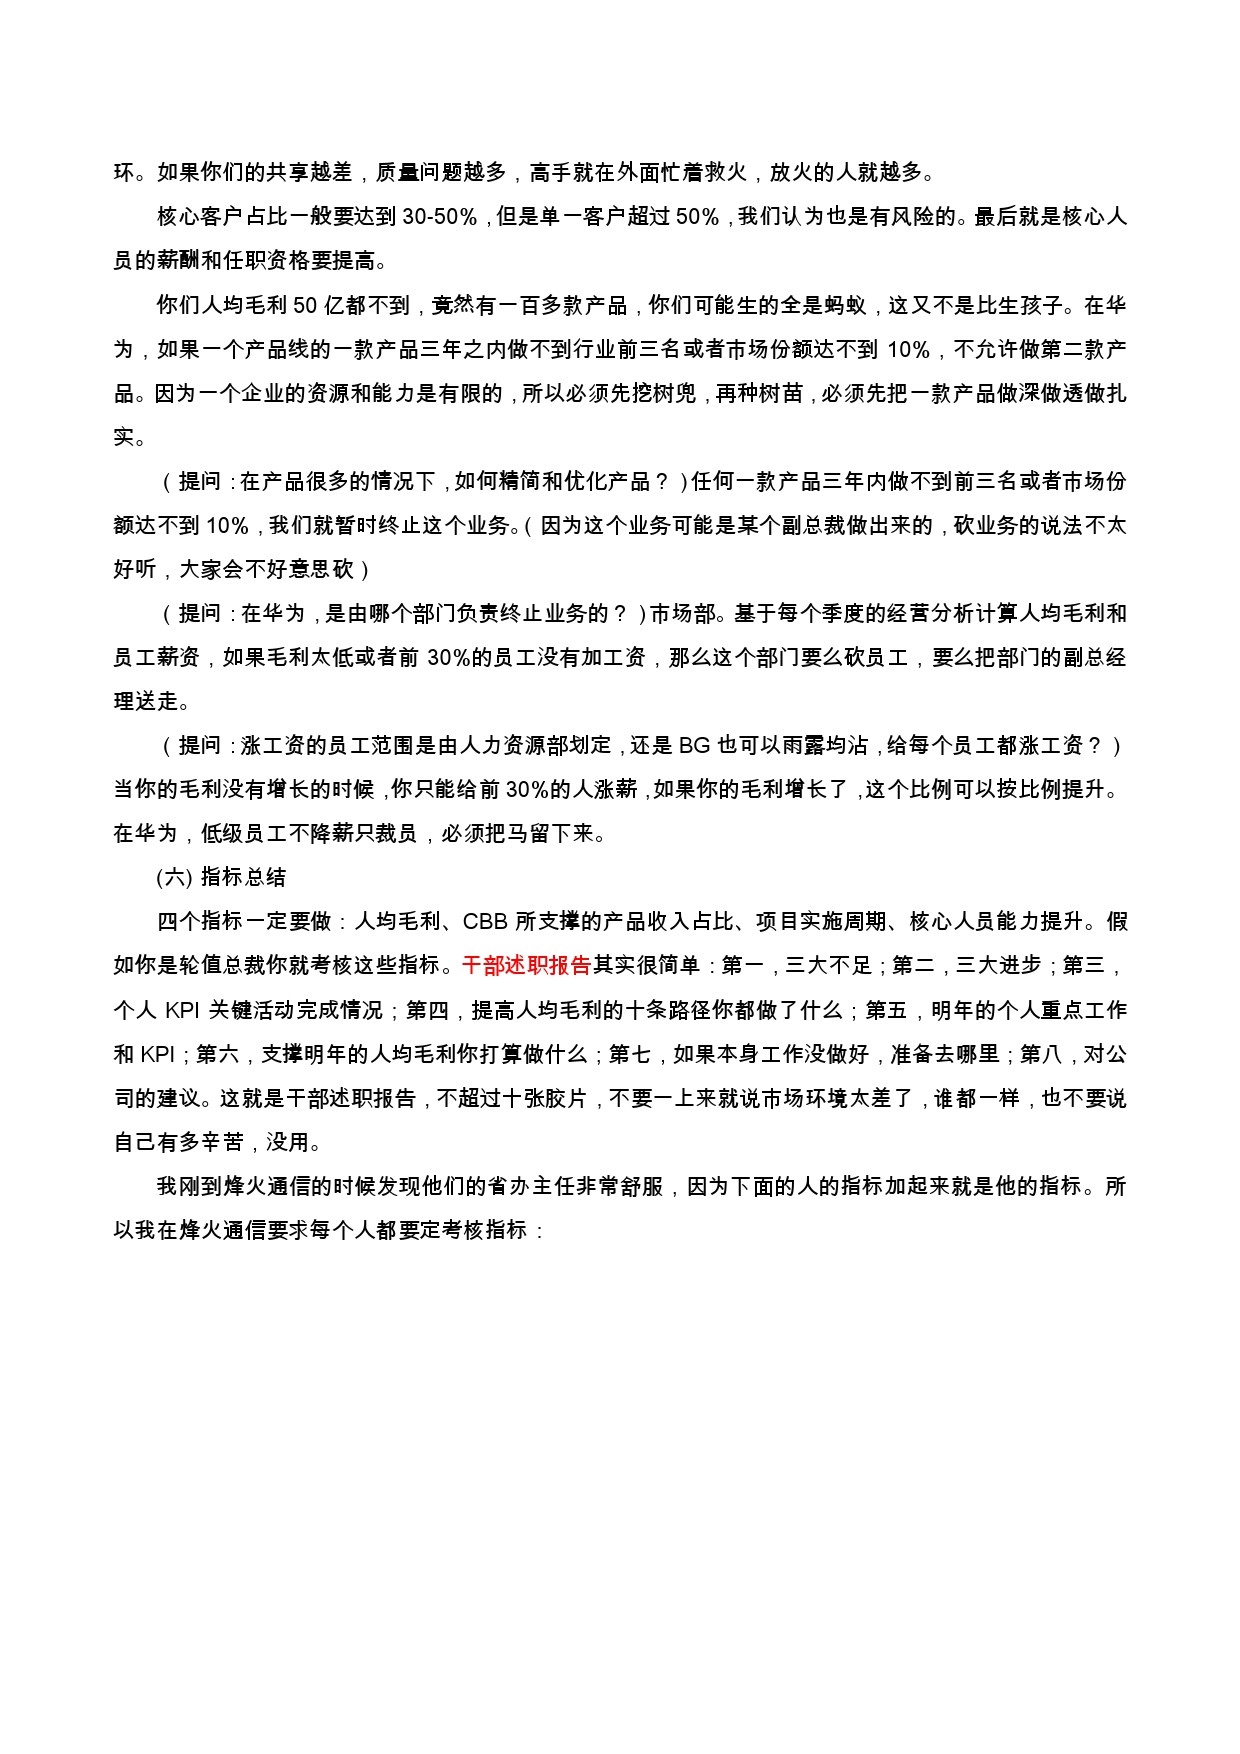 环。如果你们的共享越差，质量问题越多，高手就在外面忙着救火，放火的人就越多。
核心客户占比一般要达到 30-50%，但是单一客户超过 50%，我们认为也是有风险的。最后就是核心人
员的薪酬和任职资格要提高。
你们人均毛利 50 亿都不到，竟然有一百多款产品，你们可能生的全是蚂蚁，这又不是比生孩子。在华
为，如果一个产品线的一款产品三年之内做不到行业前三名或者市场份额达不到 10%，不允许做第二款产
品。因为一个企业的资源和能力是有限的，所以必须先挖树兜，再种树苗，必须先把一款产品做深做透做扎
实。
（提问：在产品很多的情况下，如何精简和优化产品？）任何一款产品三年内做不到前三名或者市场份
额达不到 10%，我们就暂时终止这个业务。（因为这个业务可能是某个副总裁做出来的，砍业务的说法不太
好听，大家会不好意思砍）
（提问：在华为，是由哪个部门负责终止业务的？）市场部。基于每个季度的经营分析计算人均毛利和
员工薪资，如果毛利太低或者前 30%的员工没有加工资，那么这个部门要么砍员工，要么把部门的副总经
理送走。
（提问：涨工资的员工范围是由人力资源部划定，还是 BG 也可以雨露均沾，给每个员工都涨工资？）
当你的毛利没有增长的时候，你只能给前 30%的人涨薪，如果你的毛利增长了，这个比例可以按比例提升。
在华为，低级员工不降薪只裁员，必须把马留下来。
(六) 指标总结
四个指标一定要做：人均毛利、CBB 所支撑的产品收入占比、项目实施周期、核心人员能力提升。假
如你是轮值总裁你就考核这些指标。干部述职报告其实很简单：第一，三大不足；第二，三大进步；第三，
个人 KPI 关键活动完成情况；第四，提高人均毛利的十条路径你都做了什么；第五，明年的个人重点工作
和 KPI；第六，支撑明年的人均毛利你打算做什么；第七，如果本身工作没做好，准备去哪里；第八，对公
司的建议。这就是干部述职报告，不超过十张胶片，不要一上来就说市场环境太差了，谁都一样，也不要说
自己有多辛苦，没用。
我刚到烽火通信的时候发现他们的省办主任非常舒服，因为下面的人的指标加起来就是他的指标。所
以我在烽火通信要求每个人都要定考核指标：